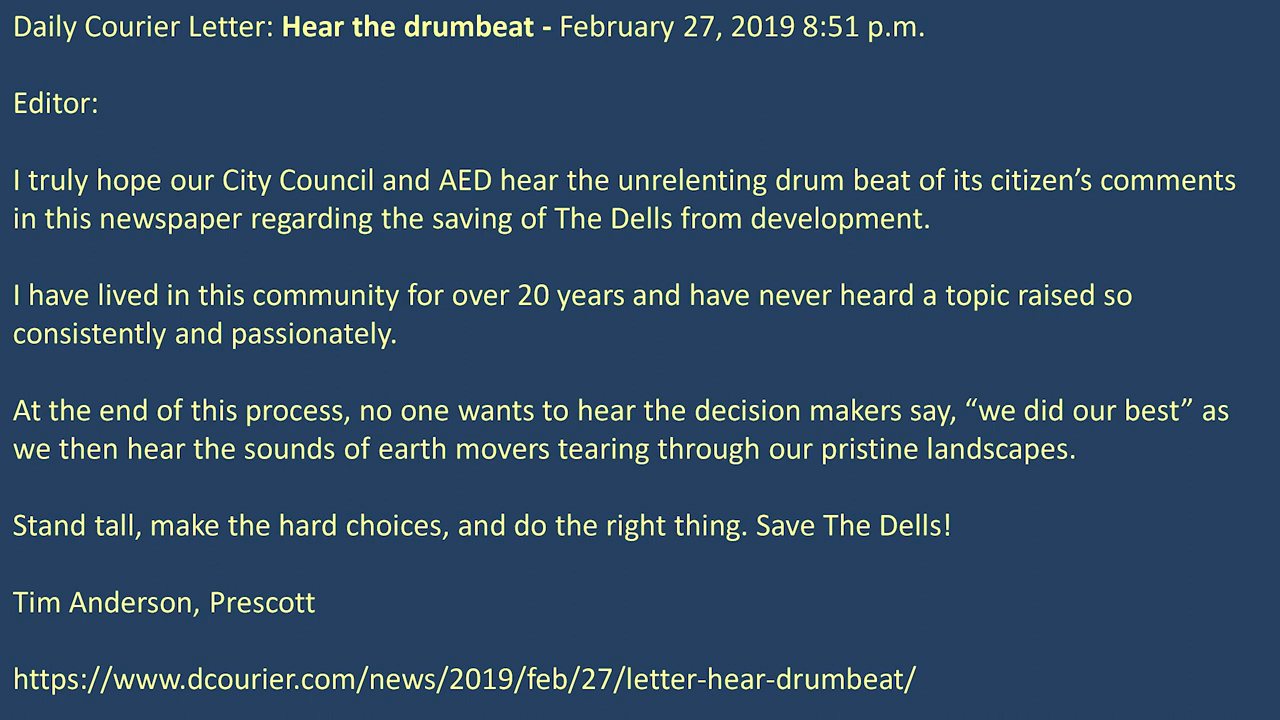 Daily Courier Letter: Hear the drumbeat - February 27, 2019 8:51 p.m.
Editor:
I truly hope our City Council and AED hear the unrelenting drum beat of its citizen’s comments
in this newspaper regarding the saving of The Dells from development.
I have lived in this community for over 20 years and have never heard a topic raised so
consistently and passionately.
At the end of this process, no one wants to hear the decision makers say, “we did our best” as
we then hear the sounds of earth movers tearing through our pristine landscapes.
Stand tall, make the hard choices, and do the right thing. Save The Dells!
Tim Anderson, Prescott
https://www.dcourier.com/news/2019/feb/27/letter-hear-drumbeat/